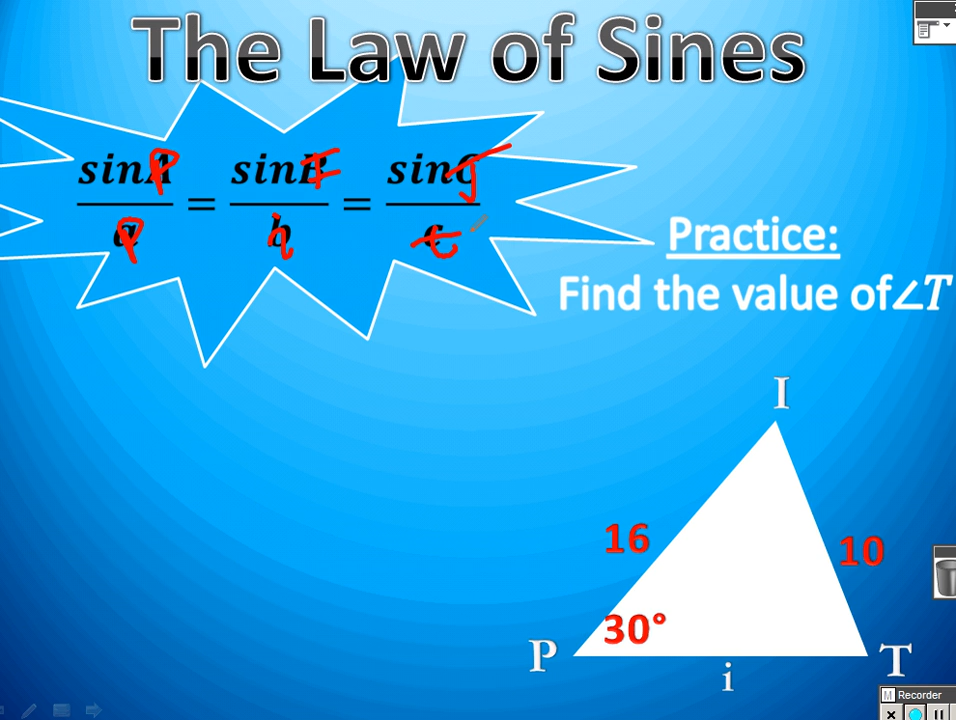 The Law of Sines
sinA P = sinB I = sinC
a P = b i = c t
Practice:
Find the value of∠T
I
16
10
30°
P
T
i
Recorder